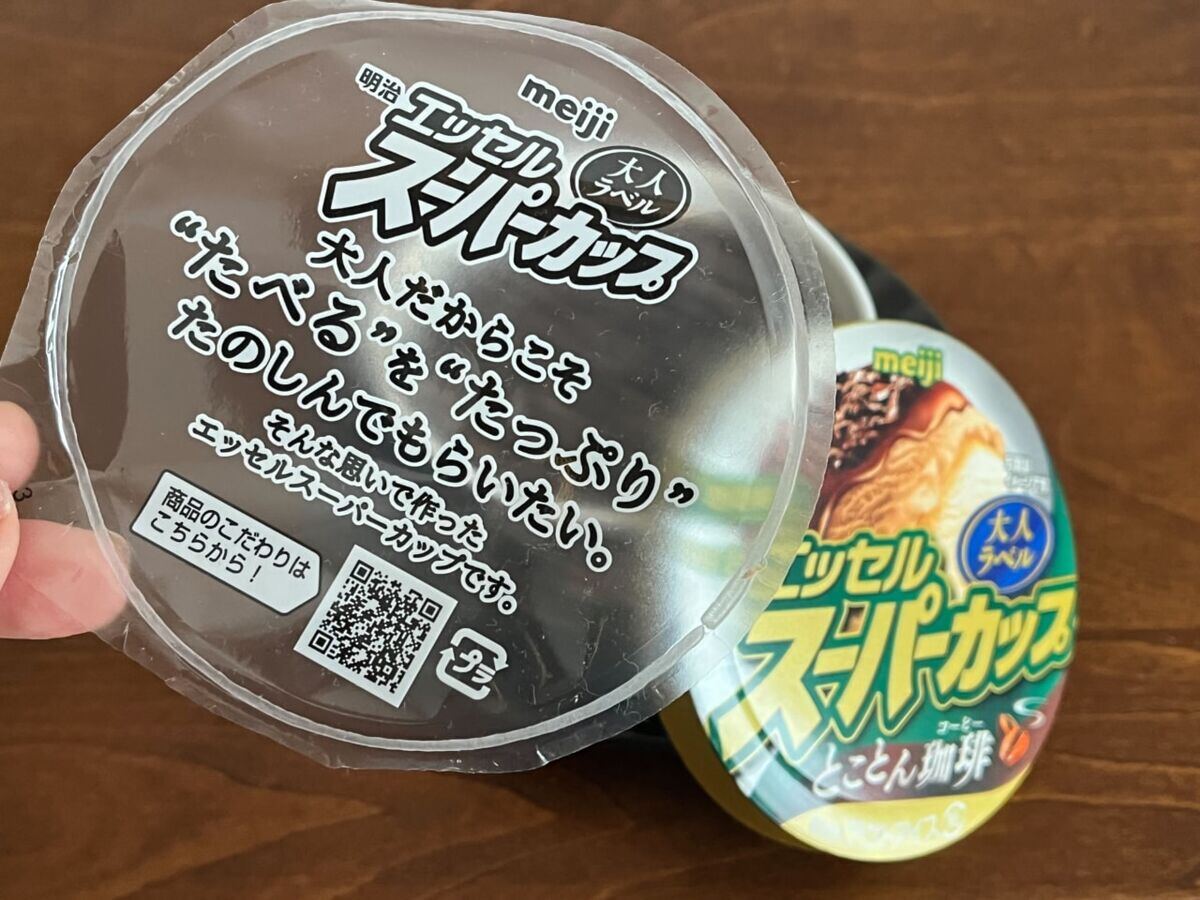 meiji
明治
エッセル
スーパーカップ
大人
ラベル
大人だからこそ
“たべる”を“たっぷり”
たのしんでもらいたい。
そんな思いで作った
エッセルスーパーカップです。
商品のこだわりは
こちらから！
プラ
3
meiji
大人
ラベル
エッセル
スーパーカップ
コーヒー
とことん珈琲